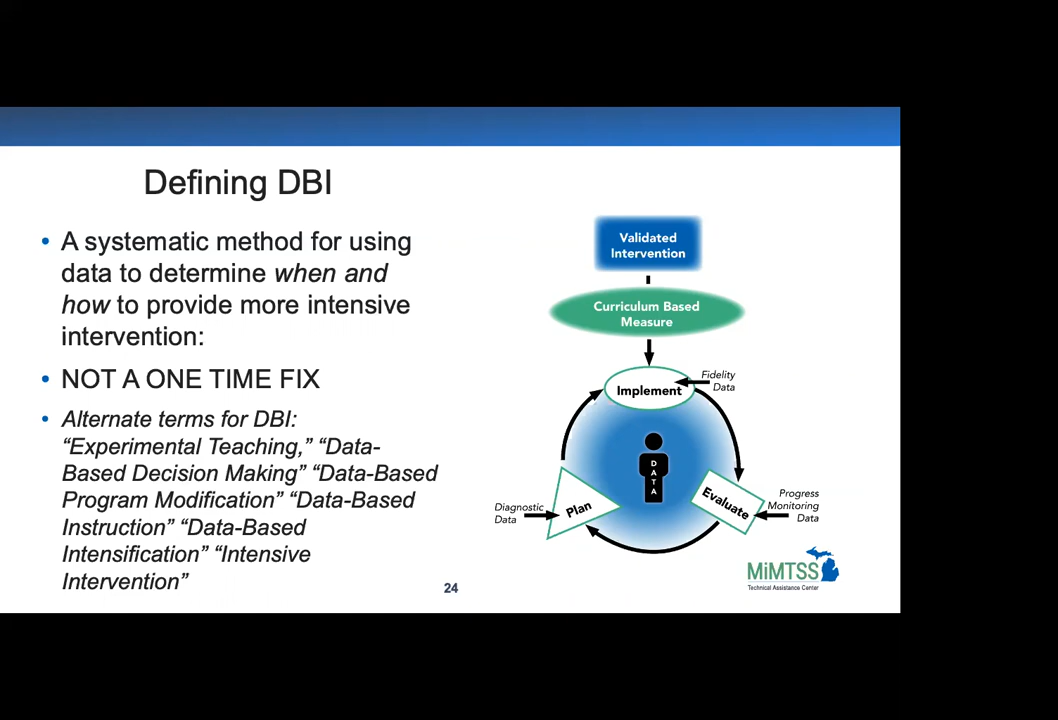 Defining DBI
• A systematic method for using
data to determine when and
how to provide more intensive
intervention:
• NOT A ONE TIME FIX
• Alternate terms for DBI:
“Experimental Teaching,” “Data-
Based Decision Making” “Data-Based
Program Modification” “Data-Based
Instruction” “Data-Based
Intensification” “Intensive
Intervention”
Validated
Intervention
Curriculum Based
Measure
Implement
Fidelity
Data
DATA
Evaluate
Progress
Monitoring
Data
Plan
Diagnostic
Data
MiMTSS
Technical Assistance Center
24